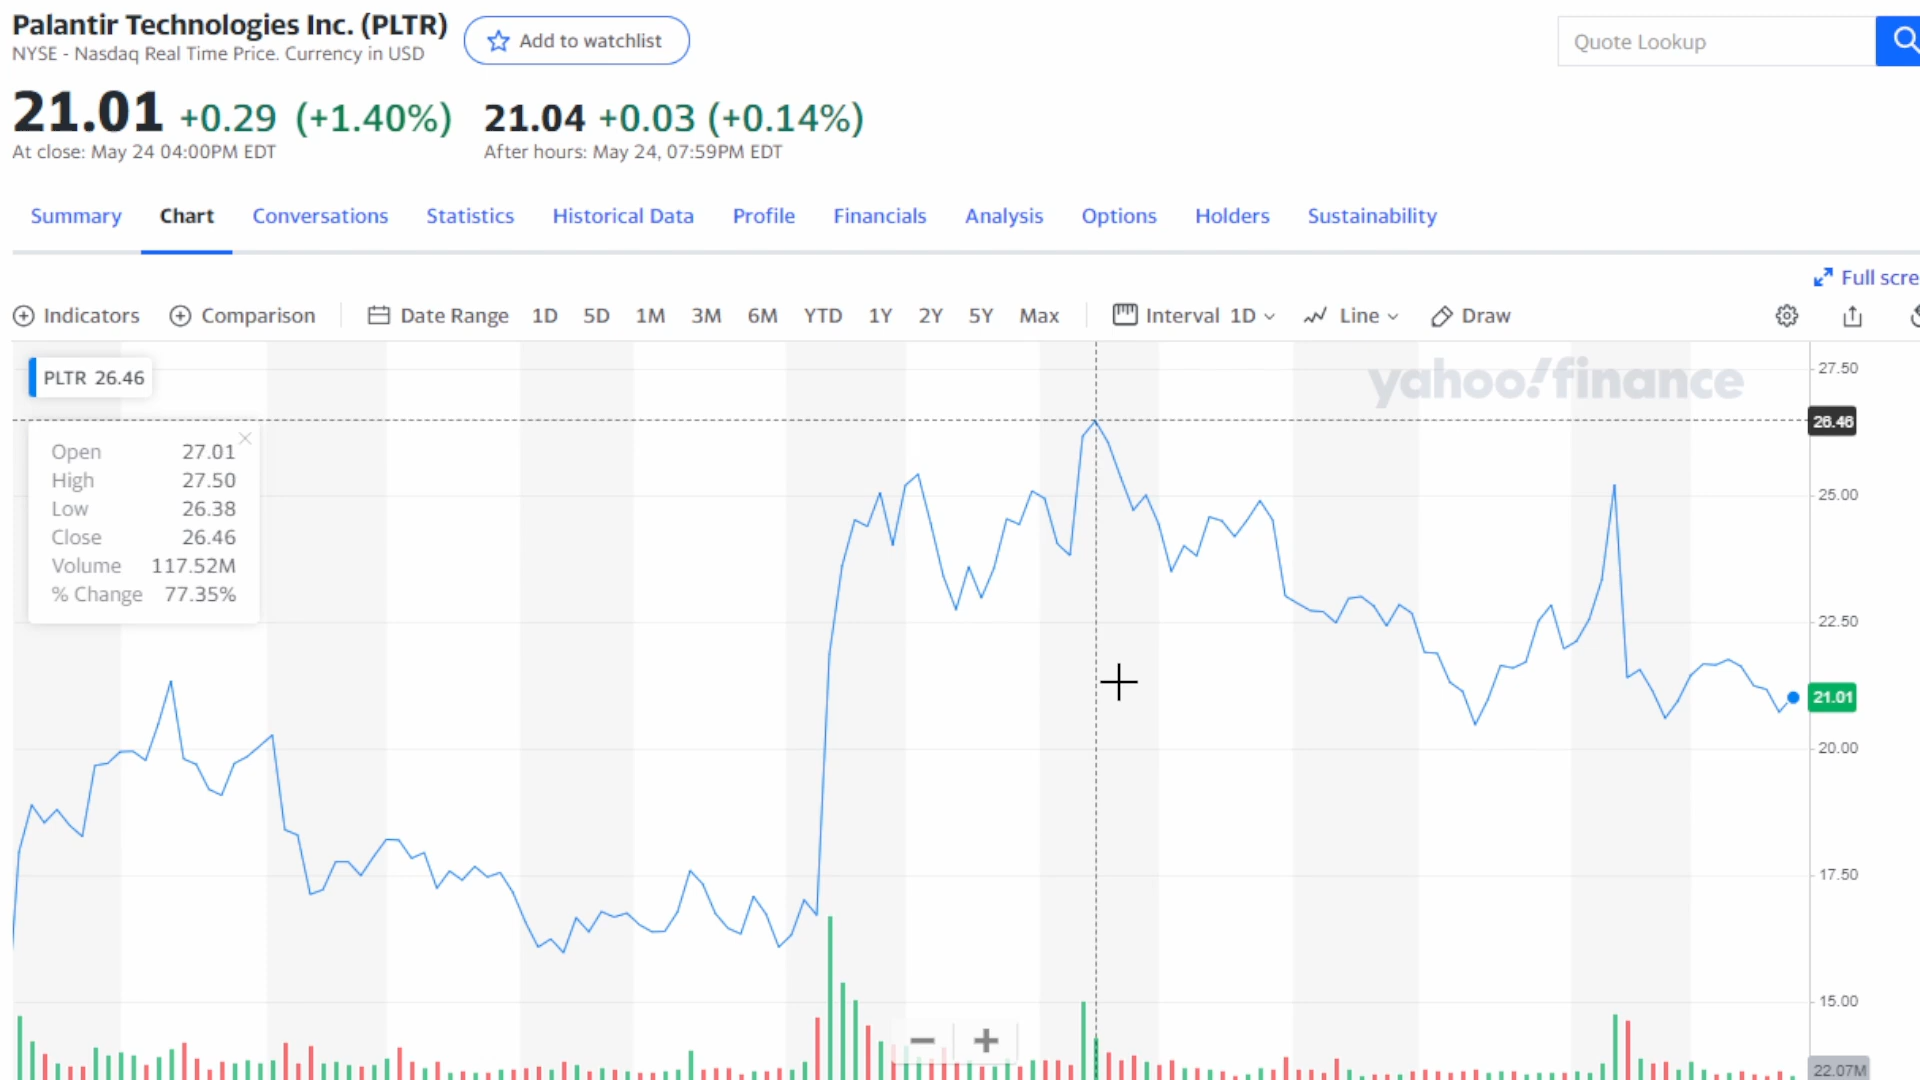 Palantir Technologies Inc. (PLTR)
Add to watchlist
NYSE - Nasdaq Real Time Price. Currency in USD
Quote Lookup
21.01 +0.29 (+1.40%)
At close: May 24 04:00PM EDT
21.04 +0.03 (+0.14%)
After hours: May 24, 07:59PM EDT
Summary Chart Conversations Statistics Historical Data Profile Financials Analysis Options Holders Sustainability
Full scre
Indicators Comparison Date Range 1D 5D 1M 3M 6M YTD 1Y 2Y 5Y Max Interval 1D Line Draw
PLTR 26.46
yahoo!finance
Open 27.01
High 27.50
Low 26.38
Close 26.46
Volume 117.52M
% Change 77.35%
27.50
26.46
25.00
22.50
21.01
20.00
17.50
15.00
22.07M